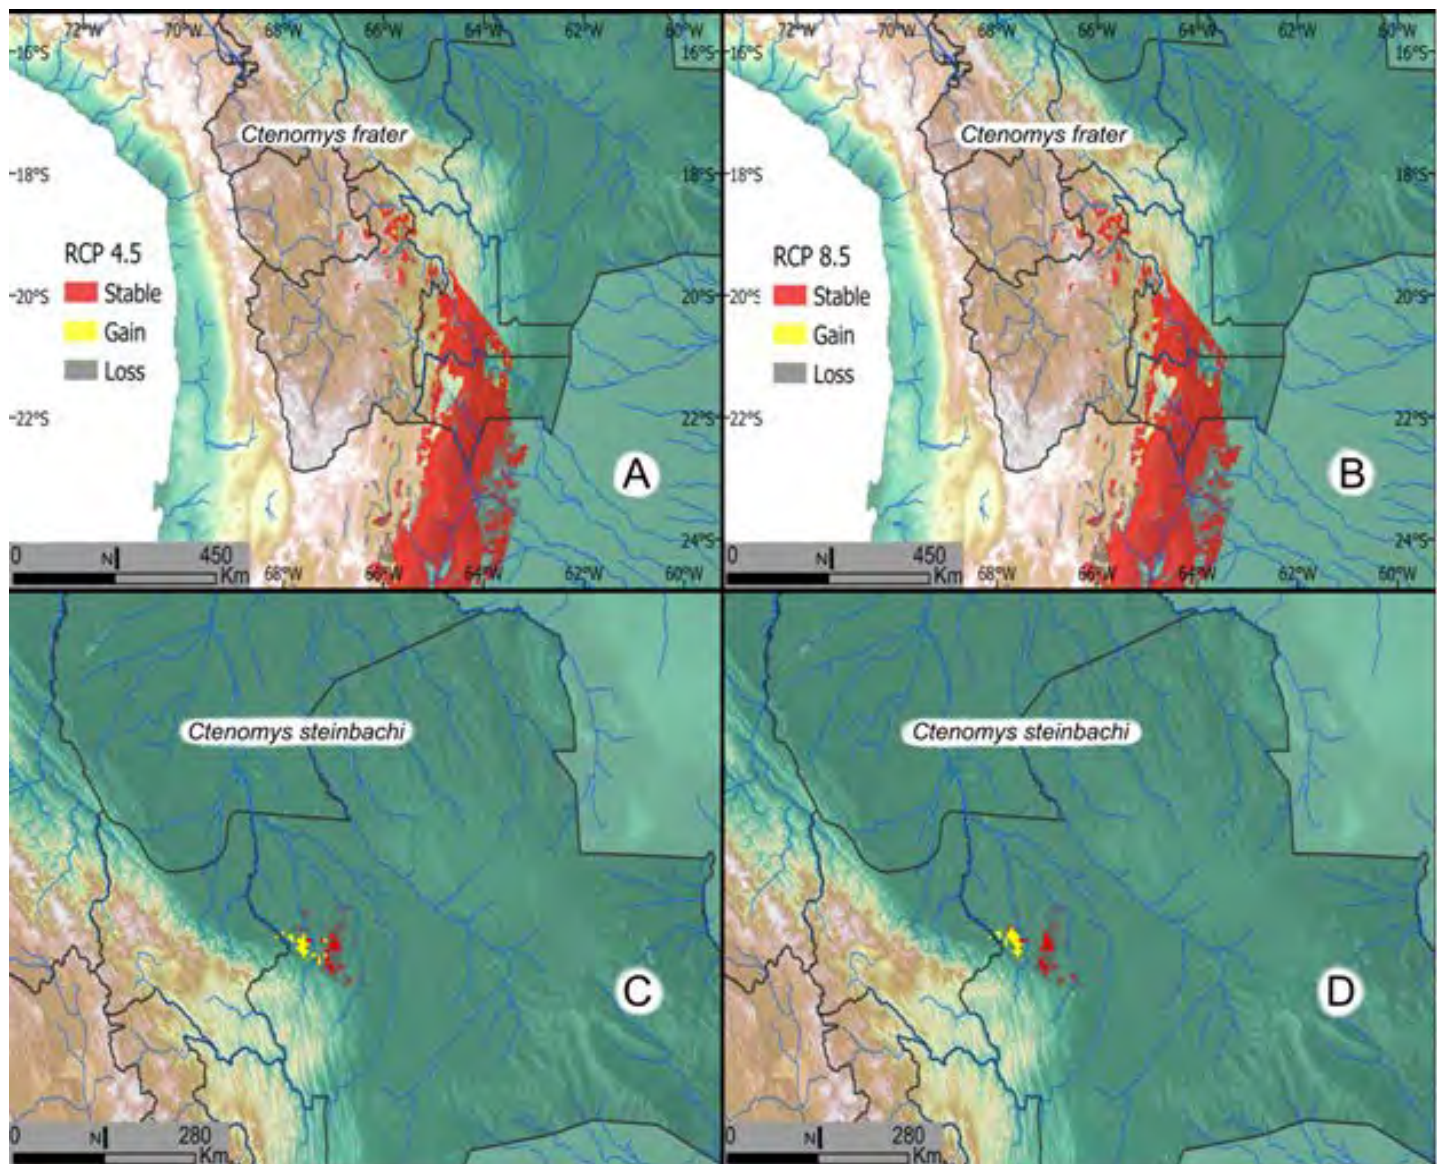 72°W 70°W 68°W 66°W 64°W 62°W 60°W
72°W 70°W 68°W 66°W 64°W 62°W 60°W
16°S 16°S 16°S 16°S
Ctenomys frater
Ctenomys frater
18°S 18°S 18°S 18°S
RCP 4.5
Stable
Gain
Loss
RCP 8.5
Stable
Gain
Loss
20°S 20°S 20°S 20°S
22°S 22°S 22°S 22°S
A
B
24°S 24°S 24°S
0 N 450
Km
68°W 66°W 64°W 62°W 60°W
0 N 450
Km
68°W 66°W 64°W 62°W 60°W
Ctenomys steinbachi
Ctenomys steinbachi
C
D
0 N 280
Km
0 N 280
Km